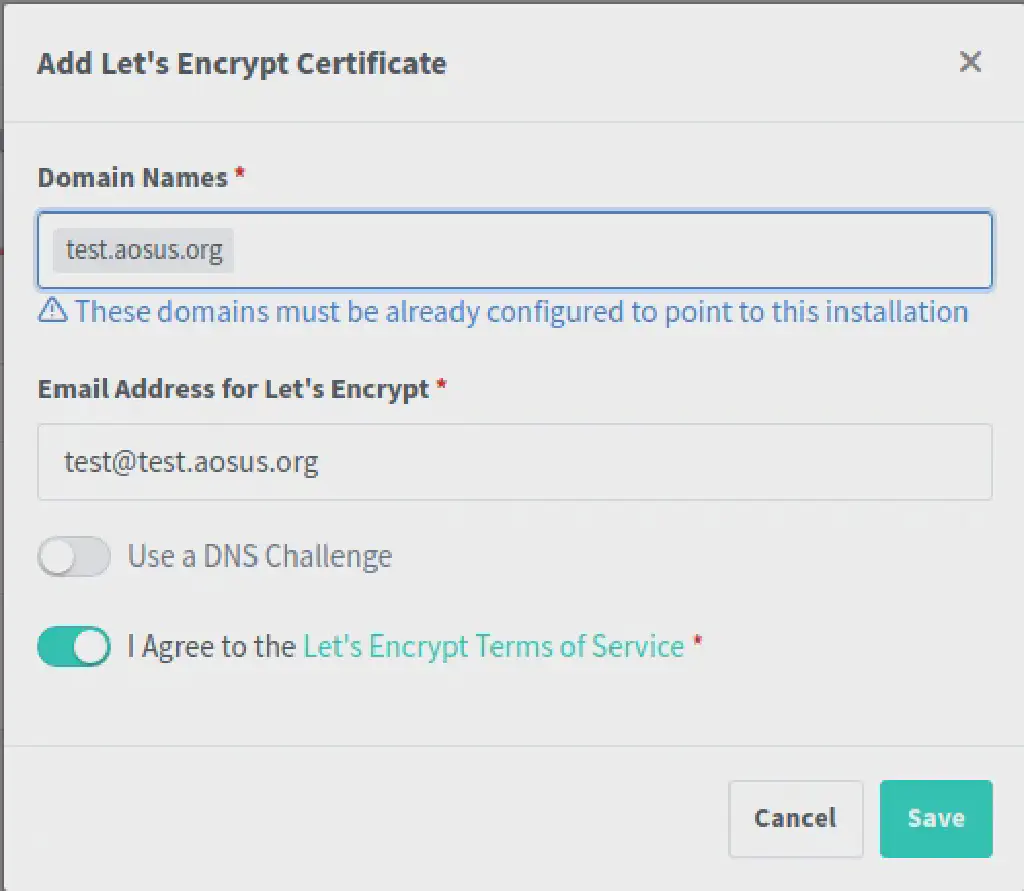 Add Let's Encrypt Certificate
Domain Names *
test.aosus.org
These domains must be already configured to point to this installation
Email Address for Let's Encrypt *
test@test.aosus.org
Use a DNS Challenge
I Agree to the Let's Encrypt Terms of Service *
Cancel Save